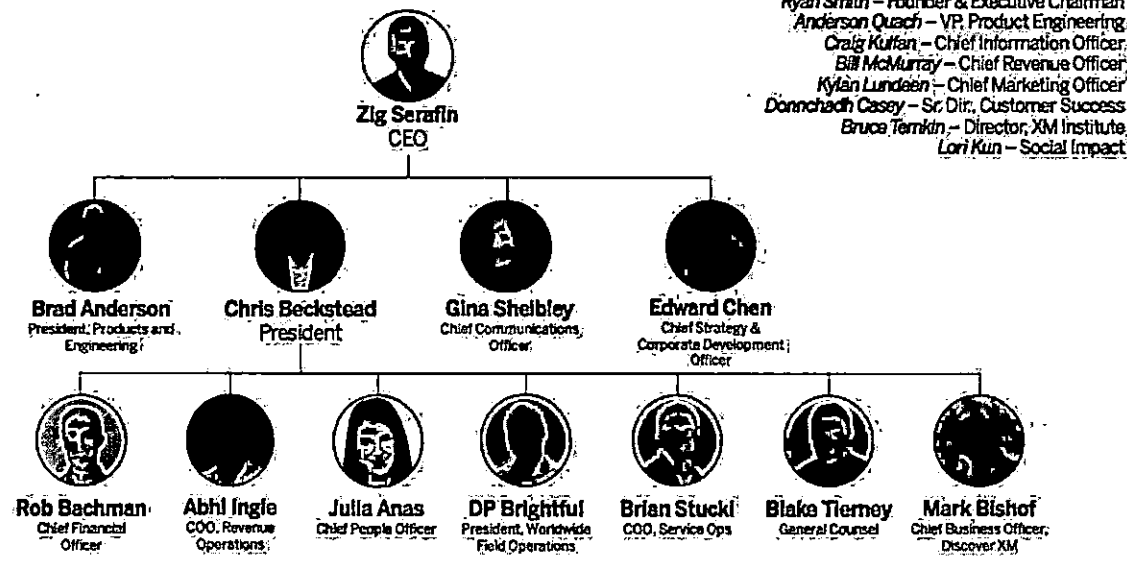 Ryan Smith – Founder & Executive Chairman
Anderson Quach – VP, Product Engineering
Craig Kuffan – Chief Information Officer
Bill McMurray – Chief Revenue Officer
Kylan Lundeen – Chief Marketing Officer
Donnchadh Casey – Sr. Dir., Customer Success
Bruce Temkin – Director, XM Institute
Lori Kun – Social Impact
Zig Serafin
CEO
Brad Anderson
President, Products and
Engineering
Chris Beckstead
President
Gina Sheibley
Chief Communications
Officer
Edward Chen
Chief Strategy &
Corporate Development
Officer
Rob Bachman
Chief Financial
Officer
Abhi Ingle
COO, Revenue
Operations
Julia Anas
Chief People Officer
DP Brightful
President, Worldwide
Field Operations
Brian Stucki
COO, Service Ops
Blake Tierney
General Counsel
Mark Bishof
Chief Business Officer,
Discover XM